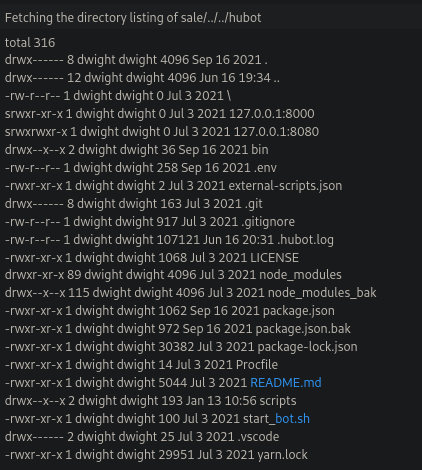 Fetching the directory listing of sale/../../hubot
total 316
drwx------ 8 dwight dwight 4096 Sep 16 2021 .
drwx------ 12 dwight dwight 4096 Jun 16 19:34 ..
-rw-r--r-- 1 dwight dwight 0 Jul 3 2021 \
srwxr-xr-x 1 dwight dwight 0 Jul 3 2021 127.0.0.1:8000
srwxrwxr-x 1 dwight dwight 0 Jul 3 2021 127.0.0.1:8080
drwx--x--x 2 dwight dwight 36 Sep 16 2021 bin
-rw-r--r-- 1 dwight dwight 258 Sep 16 2021 .env
-rwxr-xr-x 1 dwight dwight 2 Jul 3 2021 external-scripts.json
drwx------ 8 dwight dwight 163 Jul 3 2021 .git
-rw-r--r-- 1 dwight dwight 917 Jul 3 2021 .gitignore
-rw-r--r-- 1 dwight dwight 107121 Jun 16 20:31 .hubot.log
-rwxr-xr-x 1 dwight dwight 1068 Jul 3 2021 LICENSE
drwxr-xr-x 89 dwight dwight 4096 Jul 3 2021 node_modules
drwx--x--x 115 dwight dwight 4096 Jul 3 2021 node_modules_bak
-rwxr-xr-x 1 dwight dwight 1062 Sep 16 2021 package.json
-rwxr-xr-x 1 dwight dwight 972 Sep 16 2021 package.json.bak
-rwxr-xr-x 1 dwight dwight 30382 Jul 3 2021 package-lock.json
-rwxr-xr-x 1 dwight dwight 14 Jul 3 2021 Procfile
-rwxr-xr-x 1 dwight dwight 5044 Jul 3 2021 README.md
drwx--x--x 2 dwight dwight 193 Jan 13 10:56 scripts
-rwxr-xr-x 1 dwight dwight 100 Jul 3 2021 start_bot.sh
drwx------ 2 dwight dwight 25 Jul 3 2021 .vscode
-rwxr-xr-x 1 dwight dwight 29951 Jul 3 2021 yarn.lock